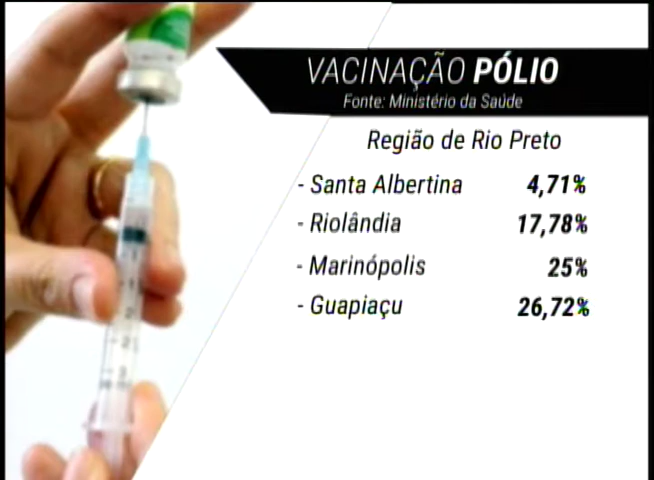 VACINAÇÃO PÓLIO
Fonte: Ministério da Saúde
Região de Rio Preto
- Santa Albertina 4,71%
- Riolândia 17,78%
- Marinópolis 25%
- Guapiaçu 26,72%